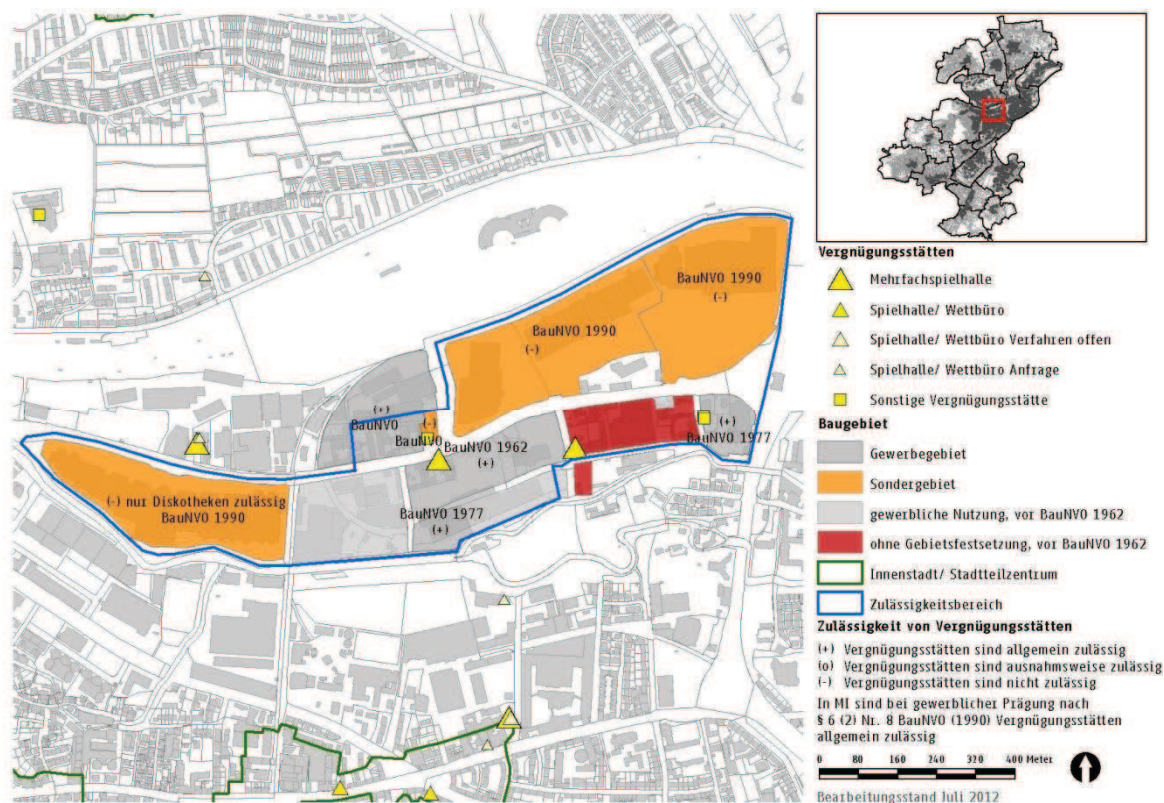 BauNVO 1990
(-)
BauNVO 1990
(-)
(+)
BauNVO
(-)
BauNVO
BauNVO 1962
(+)
(+)
BauNVO 1977
(-) nur Diskotheken zulässig
BauNVO 1990
BauNVO 1977
(+)
Vergnügungsstätten
Mehrfachspielhalle
Spielhalle/ Wettbüro
Spielhalle/ Wettbüro Verfahren offen
Spielhalle/ Wettbüro Anfrage
Sonstige Vergnügungsstätte
Baugebiet
Gewerbegebiet
Sondergebiet
gewerbliche Nutzung, vor BauNVO 1962
ohne Gebietsfestsetzung, vor BauNVO 1962
Innenstadt/ Stadtteilzentrum
Zulässigkeitsbereich
Zulässigkeit von Vergnügungsstätten
(+) Vergnügungsstätten sind allgemein zulässig
(o) Vergnügungsstätten sind ausnahmsweise zulässig
(-) Vergnügungsstätten sind nicht zulässig
In MI sind bei gewerblicher Prägung nach
§ 6 (2) Nr. 8 BauNVO (1990) Vergnügungsstätten
allgemein zulässig
0 80 160 240 320 400 Meter
Bearbeitungsstand Juli 2012